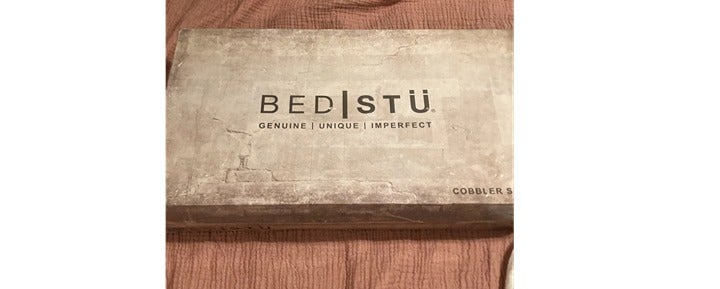 BED|STÜ®
GENUINE | UNIQUE | IMPERFECT
COBBLER S